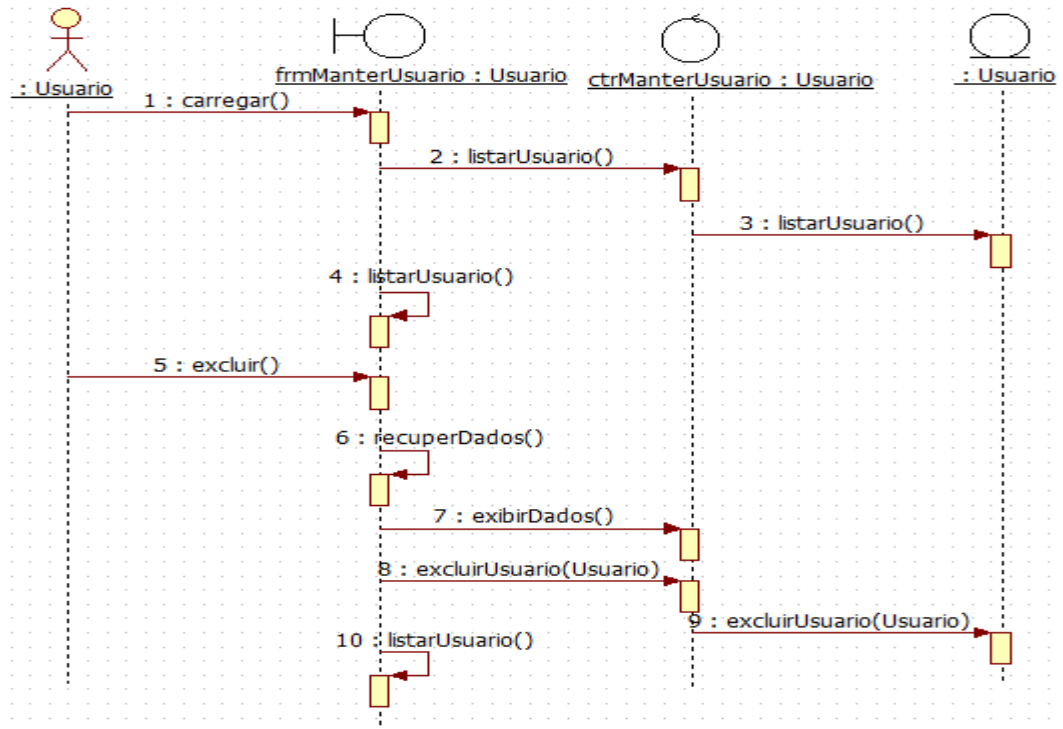 : Usuario
frmManterUsuario : Usuario
ctrManterUsuario : Usuario
: Usuario
1 : carregar()
2 : listarUsuario()
3 : listarUsuario()
4 : listarUsuario()
5 : excluir()
6 : recuperDados()
7 : exibirDados()
8 : excluirUsuario(Usuario)
9 : excluirUsuario(Usuario)
10 : listarUsuario()